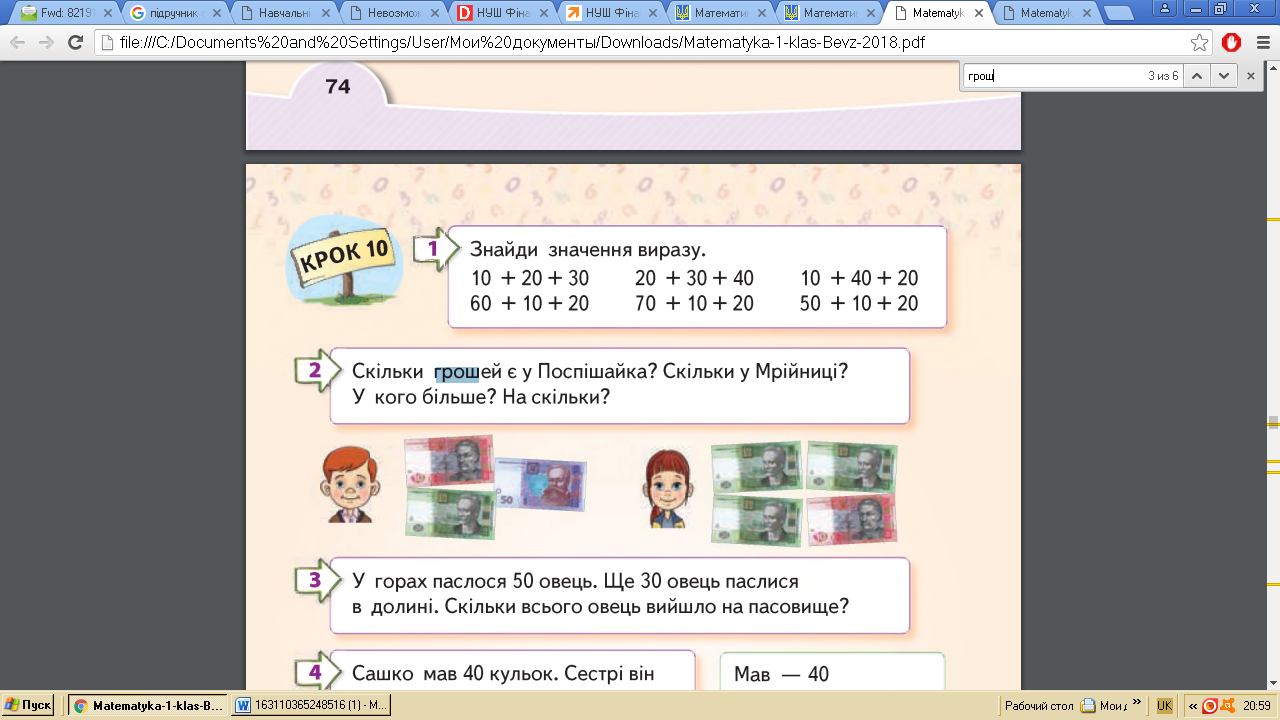 Fwd: 8219
підручник
Навчальні
Невозмож
НУШ Фіна
НУШ Фіна
Математик
Математик
Matematyk
Matematyk
file:///C:/Documents%20and%20Settings/User/Мои%20документы/Downloads/Matematyka-1-klas-Bevz-2018.pdf
грош
3 из 6
74
КРОК 10
1
Знайди значення виразу.
10 + 20 + 30 20 + 30 + 40 10 + 40 + 20
60 + 10 + 20 70 + 10 + 20 50 + 10 + 20
2
Скільки грошей є у Поспішайка? Скільки у Мрійниці?
У кого більше? На скільки?
10
50
3
У горах паслося 50 овець. Ще 30 овець паслися
в долині. Скільки всього овець вийшло на пасовище?
4
Сашко мав 40 кульок. Сестрі він
Мав — 40
Пуск
Matematyka-1-klas-B...
163110365248516 (1) - M...
Рабочий стол
Мои д
UK
20:59